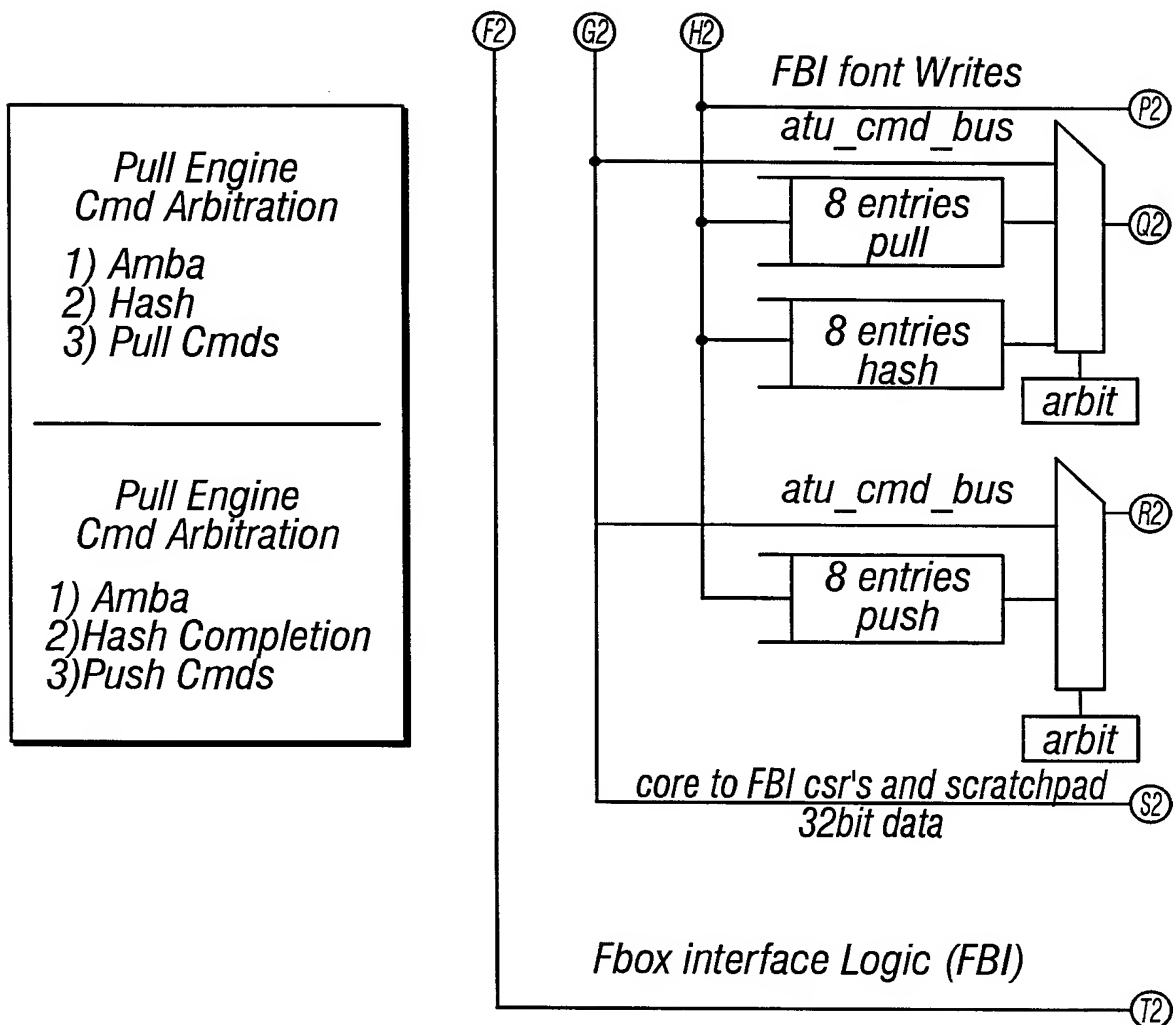 F2
G2
H2
FBI font Writes
P2
atu_cmd_bus
8 entries
pull
Q2
8 entries
hash
arbit
atu_cmd_bus
R2
8 entries
push
arbit
core to FBI csr's and scratchpad
32bit data
S2
Fbox interface Logic (FBI)
T2
Pull Engine
Cmd Arbitration
1) Amba
2) Hash
3) Pull Cmds
Pull Engine
Cmd Arbitration
1) Amba
2)Hash Completion
3)Push Cmds